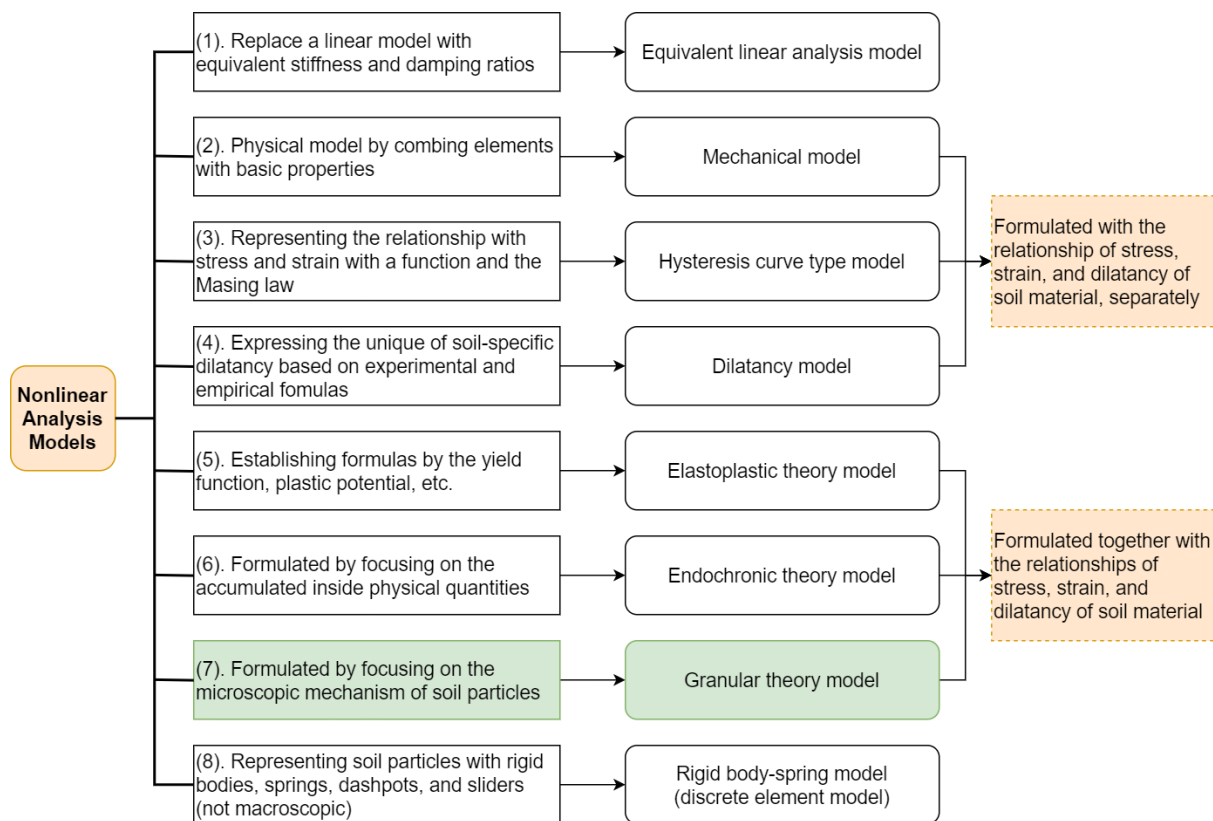 (1). Replace a linear model with
equivalent stiffness and damping ratios
Equivalent linear analysis model
(2). Physical model by combing elements
with basic properties
Mechanical model
(3). Representing the relationship with
stress and strain with a function and the
Masing law
Hysteresis curve type model
Formulated with the
relationship of stress,
strain, and dilatancy of
soil material, separately
(4). Expressing the unique of soil-specific
dilatancy based on experimental and
empirical fomulas
Dilatancy model
Nonlinear
Analysis
Models
(5). Establishing formulas by the yield
function, plastic potential, etc.
Elastoplastic theory model
(6). Formulated by focusing on the
accumulated inside physical quantities
Endochronic theory model
Formulated together with
the relationships of
stress, strain, and
dilatancy of soil material
(7). Formulated by focusing on the
microscopic mechanism of soil particles
Granular theory model
(8). Representing soil particles with rigid
bodies, springs, dashpots, and sliders
(not macroscopic)
Rigid body-spring model
(discrete element model)